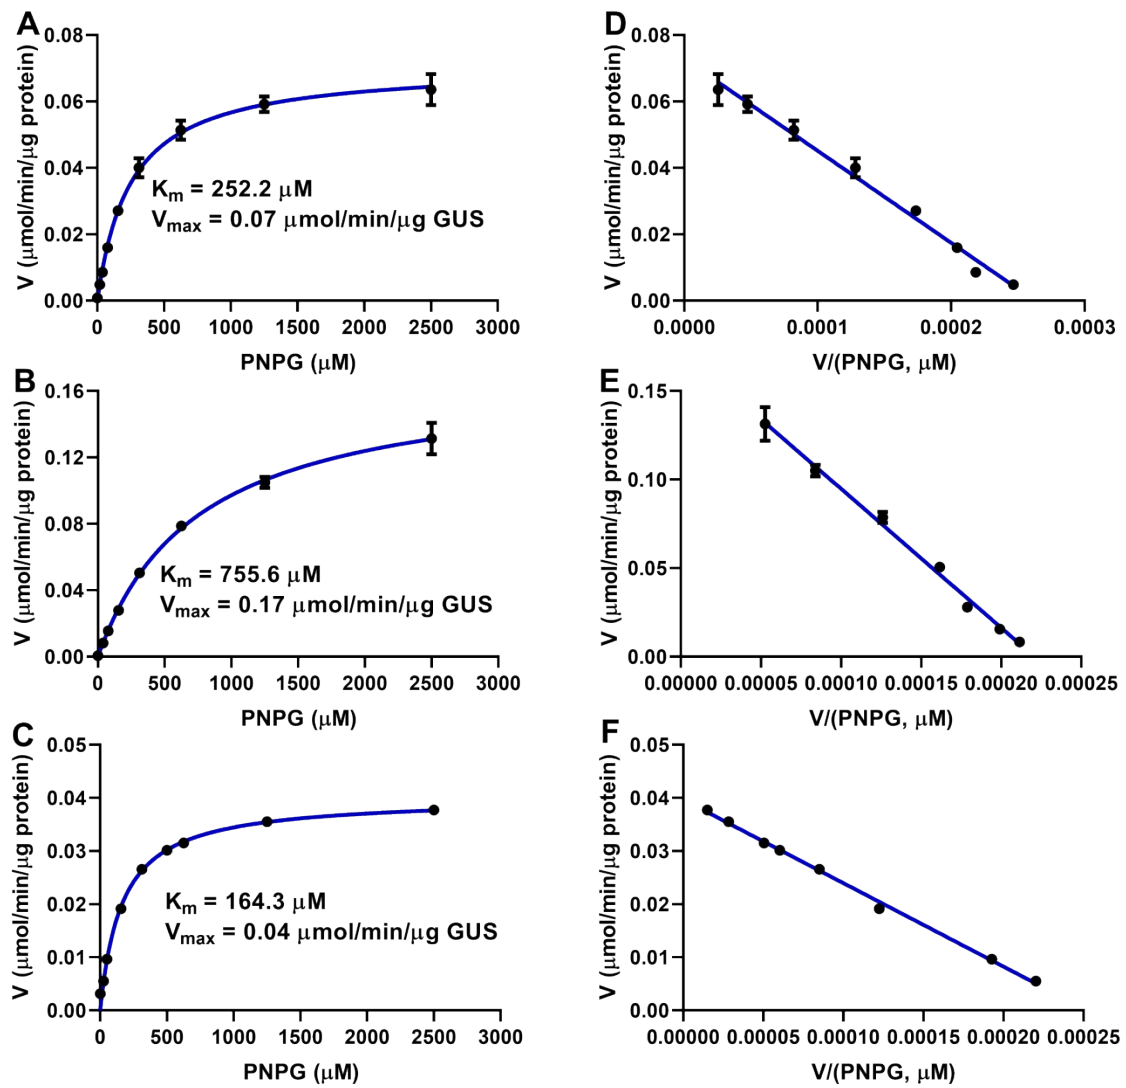 A
V (μmol/min/μg protein)
0.08
0.06
0.04
0.02
0.00
Km = 252.2 μM
Vmax = 0.07 μmol/min/μg GUS
0 500 1000 1500 2000 2500 3000
PNPG (μM)
D
V (μmol/min/μg protein)
0.08
0.06
0.04
0.02
0.00
0.0000 0.0001 0.0002 0.0003
V/(PNPG, μM)
B
V (μmol/min/μg protein)
0.16
0.12
0.08
0.04
0.00
Km = 755.6 μM
Vmax = 0.17 μmol/min/μg GUS
0 500 1000 1500 2000 2500 3000
PNPG (μM)
E
V (μmol/min/μg protein)
0.15
0.10
0.05
0.00
0.00000 0.00005 0.00010 0.00015 0.00020 0.00025
V/(PNPG, μM)
C
V (μmol/min/μg protein)
0.05
0.04
0.03
0.02
0.01
0.00
Km = 164.3 μM
Vmax = 0.04 μmol/min/μg GUS
0 500 1000 1500 2000 2500 3000
PNPG (μM)
F
V (μmol/min/μg protein)
0.05
0.04
0.03
0.02
0.01
0.00
0.00000 0.00005 0.00010 0.00015 0.00020 0.00025
V/(PNPG, μM)